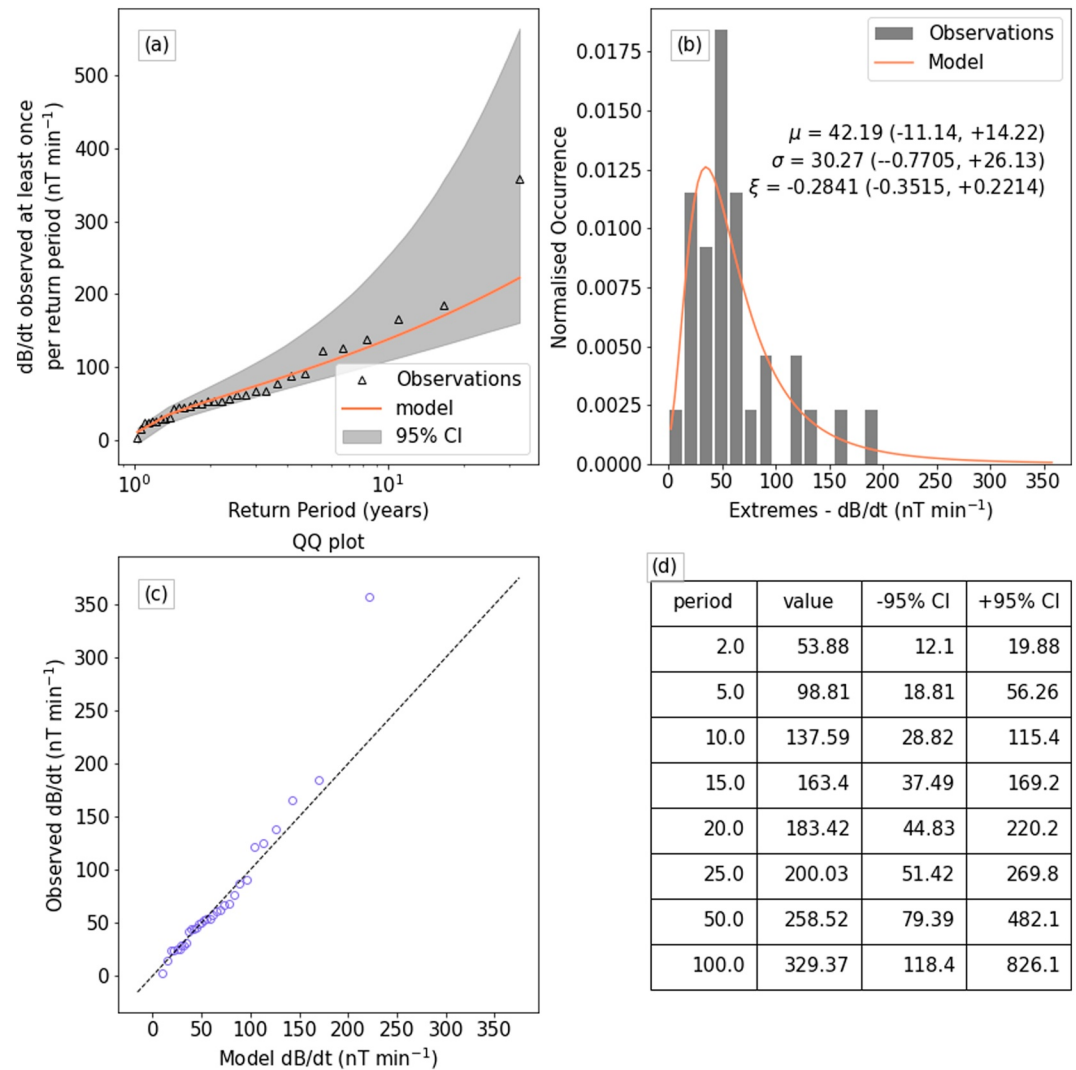 (a)
dB/dt observed at least once
per return period (nT min⁻¹)
500
400
300
200
100
0
Observations
model
95% CI
10⁰
10¹
Return Period (years)
(b)
Observations
Model
μ = 42.19 (-11.14, +14.22)
σ = 30.27 (--0.7705, +26.13)
ξ = -0.2841 (-0.3515, +0.2214)
Normalised Occurrence
0.0175
0.0150
0.0125
0.0100
0.0075
0.0050
0.0025
0.0000
0 50 100 150 200 250 300 350
Extremes - dB/dt (nT min⁻¹)
QQ plot
(c)
Observed dB/dt (nT min⁻¹)
350
300
250
200
150
100
50
0
0 50 100 150 200 250 300 350
Model dB/dt (nT min⁻¹)
(d)
period value -95% CI +95% CI
2.0 53.88 12.1 19.88
5.0 98.81 18.81 56.26
10.0 137.59 28.82 115.4
15.0 163.4 37.49 169.2
20.0 183.42 44.83 220.2
25.0 200.03 51.42 269.8
50.0 258.52 79.39 482.1
100.0 329.37 118.4 826.1